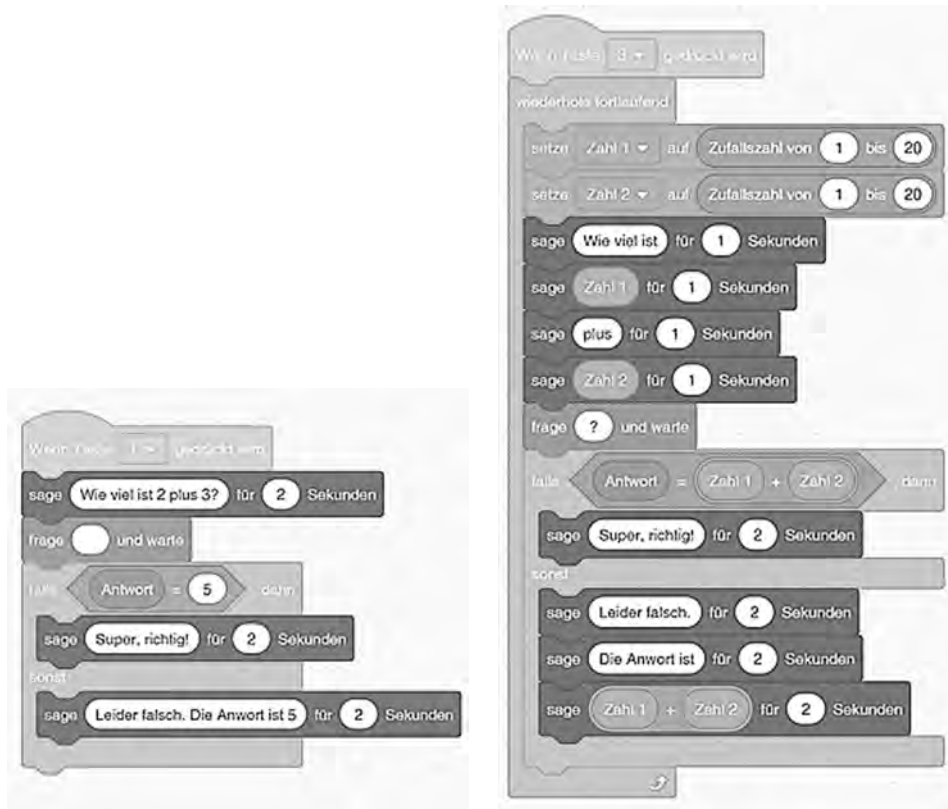 Wenn Taste 1 gedrückt wird
sage Wie viel ist 2 plus 3? für 2 Sekunden
frage und warte
falls Antwort = 5 dann
sage Super, richtig! für 2 Sekunden
sonst
sage Leider falsch. Die Anwort ist 5 für 2 Sekunden
Wenn Taste 3 gedrückt wird
wiederhole fortlaufend
setze Zahl 1 auf Zufallszahl von 1 bis 20
setze Zahl 2 auf Zufallszahl von 1 bis 20
sage Wie viel ist für 1 Sekunden
sage Zahl 1 für 1 Sekunden
sage plus für 1 Sekunden
sage Zahl 2 für 1 Sekunden
frage ? und warte
falls Antwort = Zahl 1 + Zahl 2 dann
sage Super, richtig! für 2 Sekunden
sonst
sage Leider falsch. für 2 Sekunden
sage Die Anwort ist für 2 Sekunden
sage Zahl 1 + Zahl 2 für 2 Sekunden